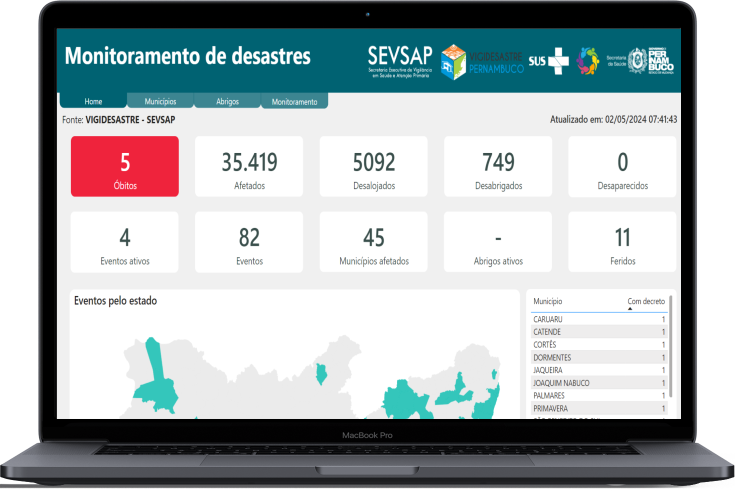 Monitoramento de desastres
SEVSAP
Secretaria Executiva de Vigilância
em Saúde e Atenção Primária
VIGIDESASTRE
PERNAMBUCO
SUS
Secretaria
da Saúde
PER
NAM
BUCO
Home
Municípios
Abrigos
Monitoramento
Fonte: VIGIDESASTRE - SEVSAP
Atualizado em: 02/05/2024 07:41:43
5
Óbitos
35.419
Afetados
5092
Desalojados
749
Desabrigados
0
Desaparecidos
4
Eventos ativos
82
Eventos
45
Municípios afetados
-
Abrigos ativos
11
Feridos
Eventos pelo estado
Município Com decreto
CARUARU 1
CATENDE 1
CORTÊS 1
DORMENTES 1
JAQUEIRA 1
JOAQUIM NABUCO 1
PALMARES 1
PRIMAVERA 1
MacBook Pro